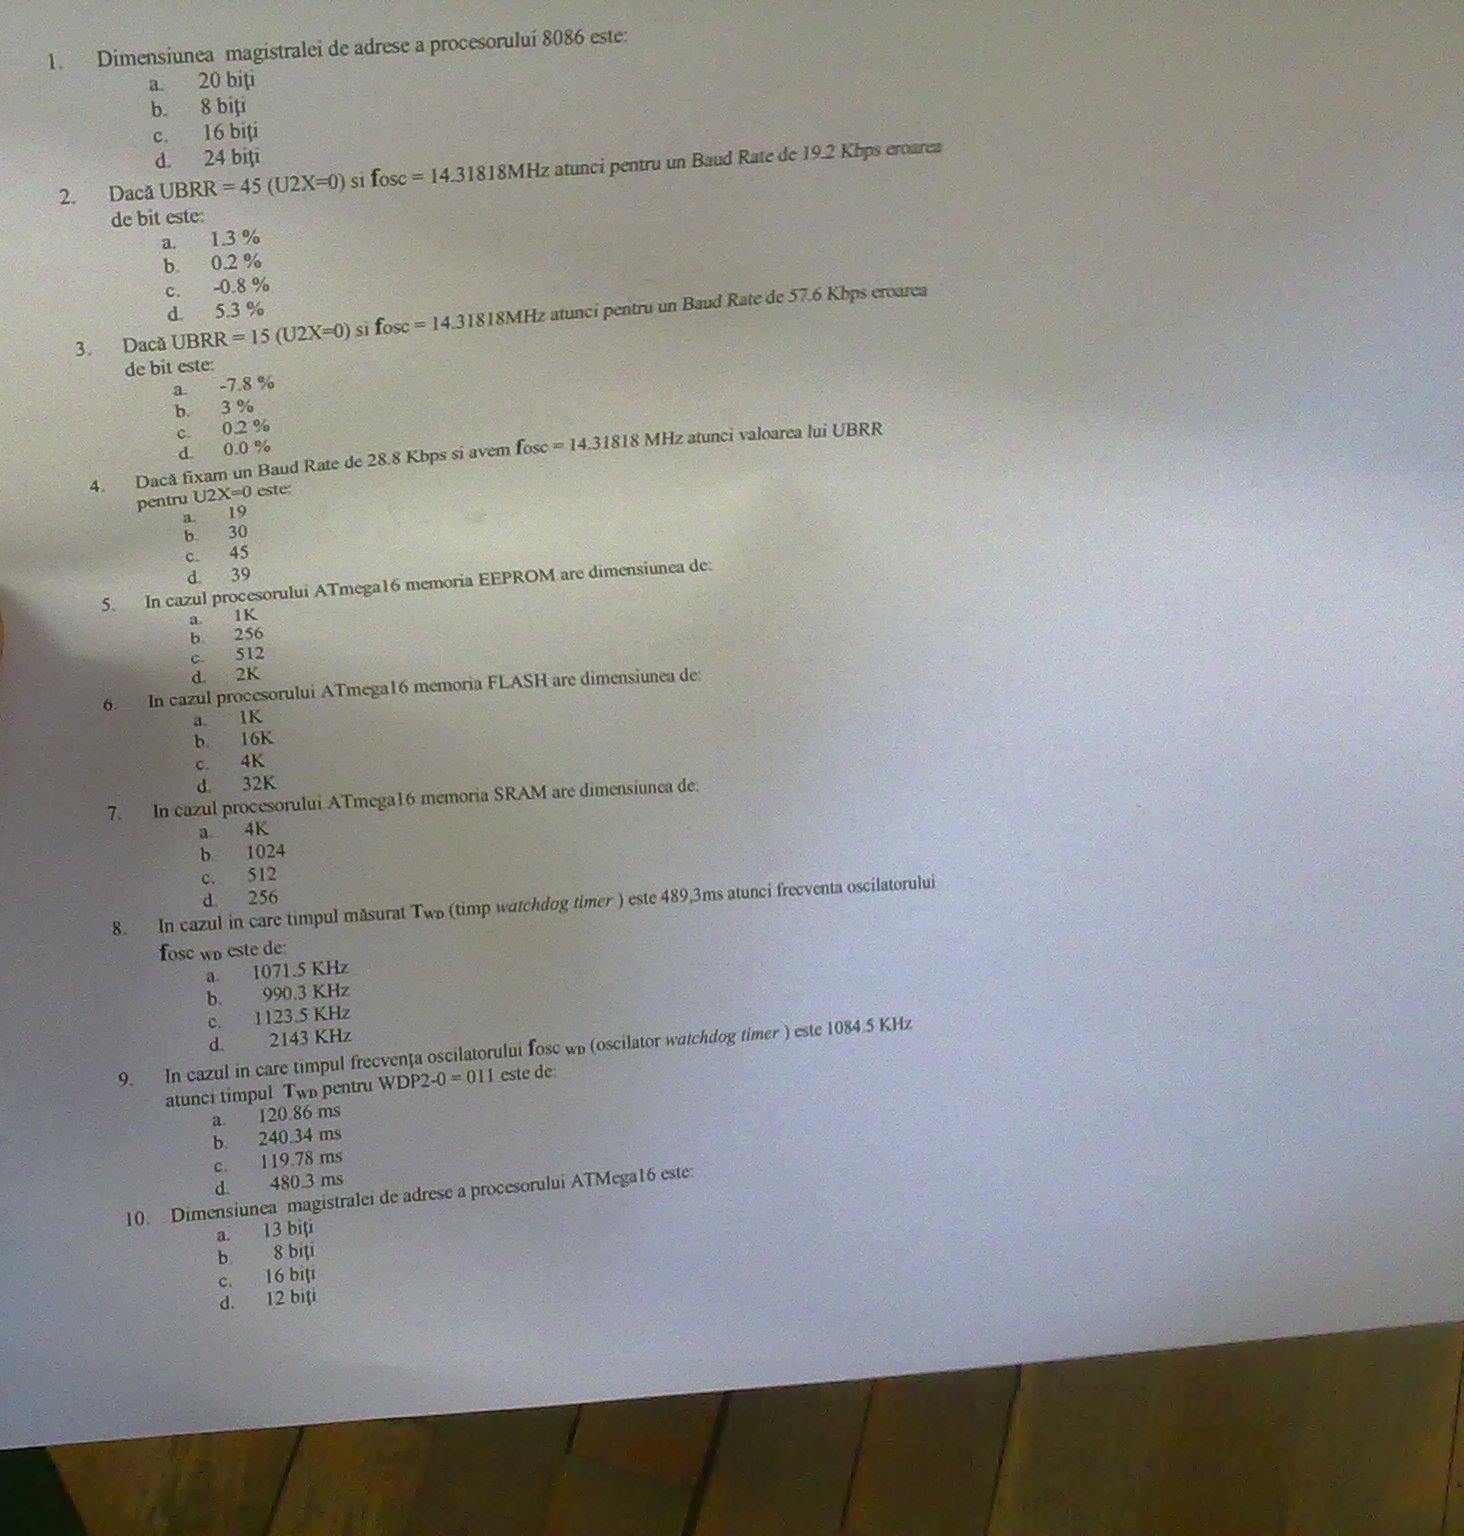 1. Dimensiunea magistralei de adrese a procesorului 8086 este:
a. 20 biţi
b. 8 biţi
c. 16 biţi
d. 24 biţi
2. Dacă UBRR = 45 (U2X=0) si fosc = 14.31818MHz atunci pentru un Baud Rate de 19.2 Kbps eroarea
de bit este:
a. 1.3 %
b. 0.2 %
c. -0.8 %
d. 5.3 %
3. Dacă UBRR = 15 (U2X=0) si fosc = 14.31818MHz atunci pentru un Baud Rate de 57.6 Kbps eroarea
de bit este:
a. -7.8 %
b. 3 %
c. 0.2 %
d. 0.0 %
4. Dacă fixam un Baud Rate de 28.8 Kbps si avem fosc = 14.31818 MHz atunci valoarea lui UBRR
pentru U2X=0 este:
a. 19
b. 30
c. 45
d. 39
5. In cazul procesorului ATmega16 memoria EEPROM are dimensiunea de:
a. 1K
b. 256
c. 512
d. 2K
6. In cazul procesorului ATmega16 memoria FLASH are dimensiunea de:
a. 1K
b. 16K
c. 4K
d. 32K
7. In cazul procesorului ATmega16 memoria SRAM are dimensiunea de:
a. 4K
b. 1024
c. 512
d. 256
8. In cazul in care timpul măsurat TWD (timp watchdog timer ) este 489,3ms atunci frecventa oscilatorului
fosc WD este de:
a. 1071.5 KHz
b. 990.3 KHz
c. 1123.5 KHz
d. 2143 KHz
9. In cazul in care timpul frecvenţa oscilatorului fosc WD (oscilator watchdog timer ) este 1084.5 KHz
atunci timpul TWD pentru WDP2-0 = 011 este de:
a. 120.86 ms
b. 240.34 ms
c. 119.78 ms
d. 480.3 ms
10. Dimensiunea magistralei de adrese a procesorului ATMega16 este:
a. 13 biţi
b. 8 biţi
c. 16 biţi
d. 12 biţi